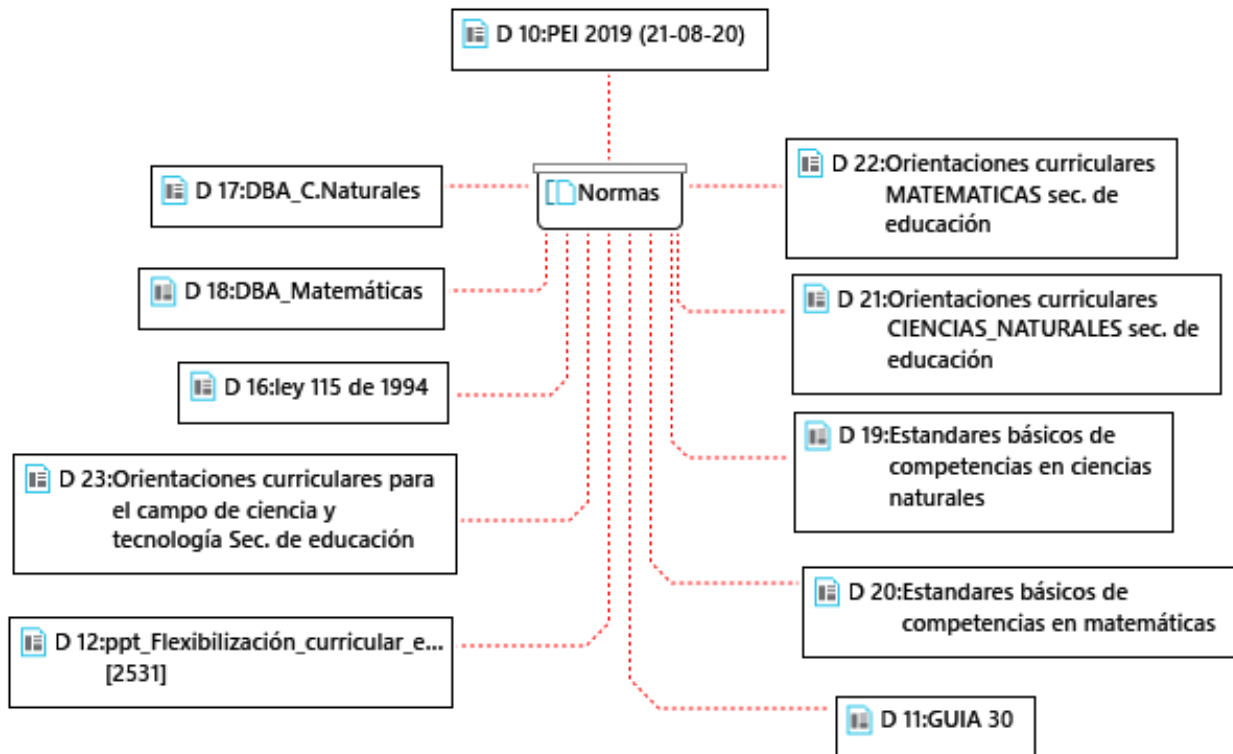 D 10:PEI 2019 (21-08-20)
Normas
D 17:DBA_C.Naturales
D 18:DBA_Matemáticas
D 16:ley 115 de 1994
D 23:Orientaciones curriculares para
el campo de ciencia y
tecnología Sec. de educación
D 12:ppt_Flexibilización_curricular_e...
[2531]
D 22:Orientaciones curriculares
MATEMATICAS sec. de
educación
D 21:Orientaciones curriculares
CIENCIAS_NATURALES sec. de
educación
D 19:Estandares básicos de
competencias en ciencias
naturales
D 20:Estandares básicos de
competencias en matemáticas
D 11:GUIA 30